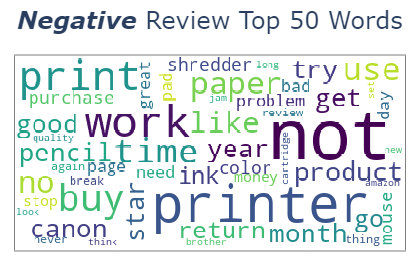 Negative Review Top 50 Words
print
shredder
great
pad
purchase
paper
try
use
jam
long
bad
set
problem
get
day
review
good
work
like
not
quality
pencil
time
year
cartridge
new
again
page
need
ink
color
product
no
break
money
amazon
stop
buy
star
printer
mouse
look
canon
return
month
go
never
think
brother
thing